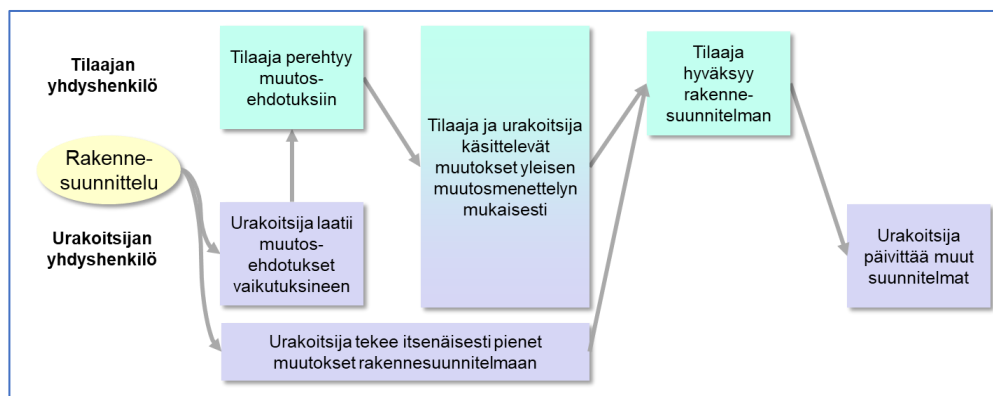 Tilaajan
yhdyshenkilö
Tilaaja perehtyy
muutos-
ehdotuksiin
Tilaaja ja urakoitsija
käsittelevät
muutokset yleisen
muutosmenettelyn
mukaisesti
Tilaaja
hyväksyy
rakenne-
suunnitelman
Rakenne-
suunnittelu
Urakoitsijan
yhdyshenkilö
Urakoitsija laatii
muutos-
ehdotukset
vaikutuksineen
Urakoitsija
päivittää muut
suunnitelmat
Urakoitsija tekee itsenäisesti pienet
muutokset rakennesuunnitelmaan